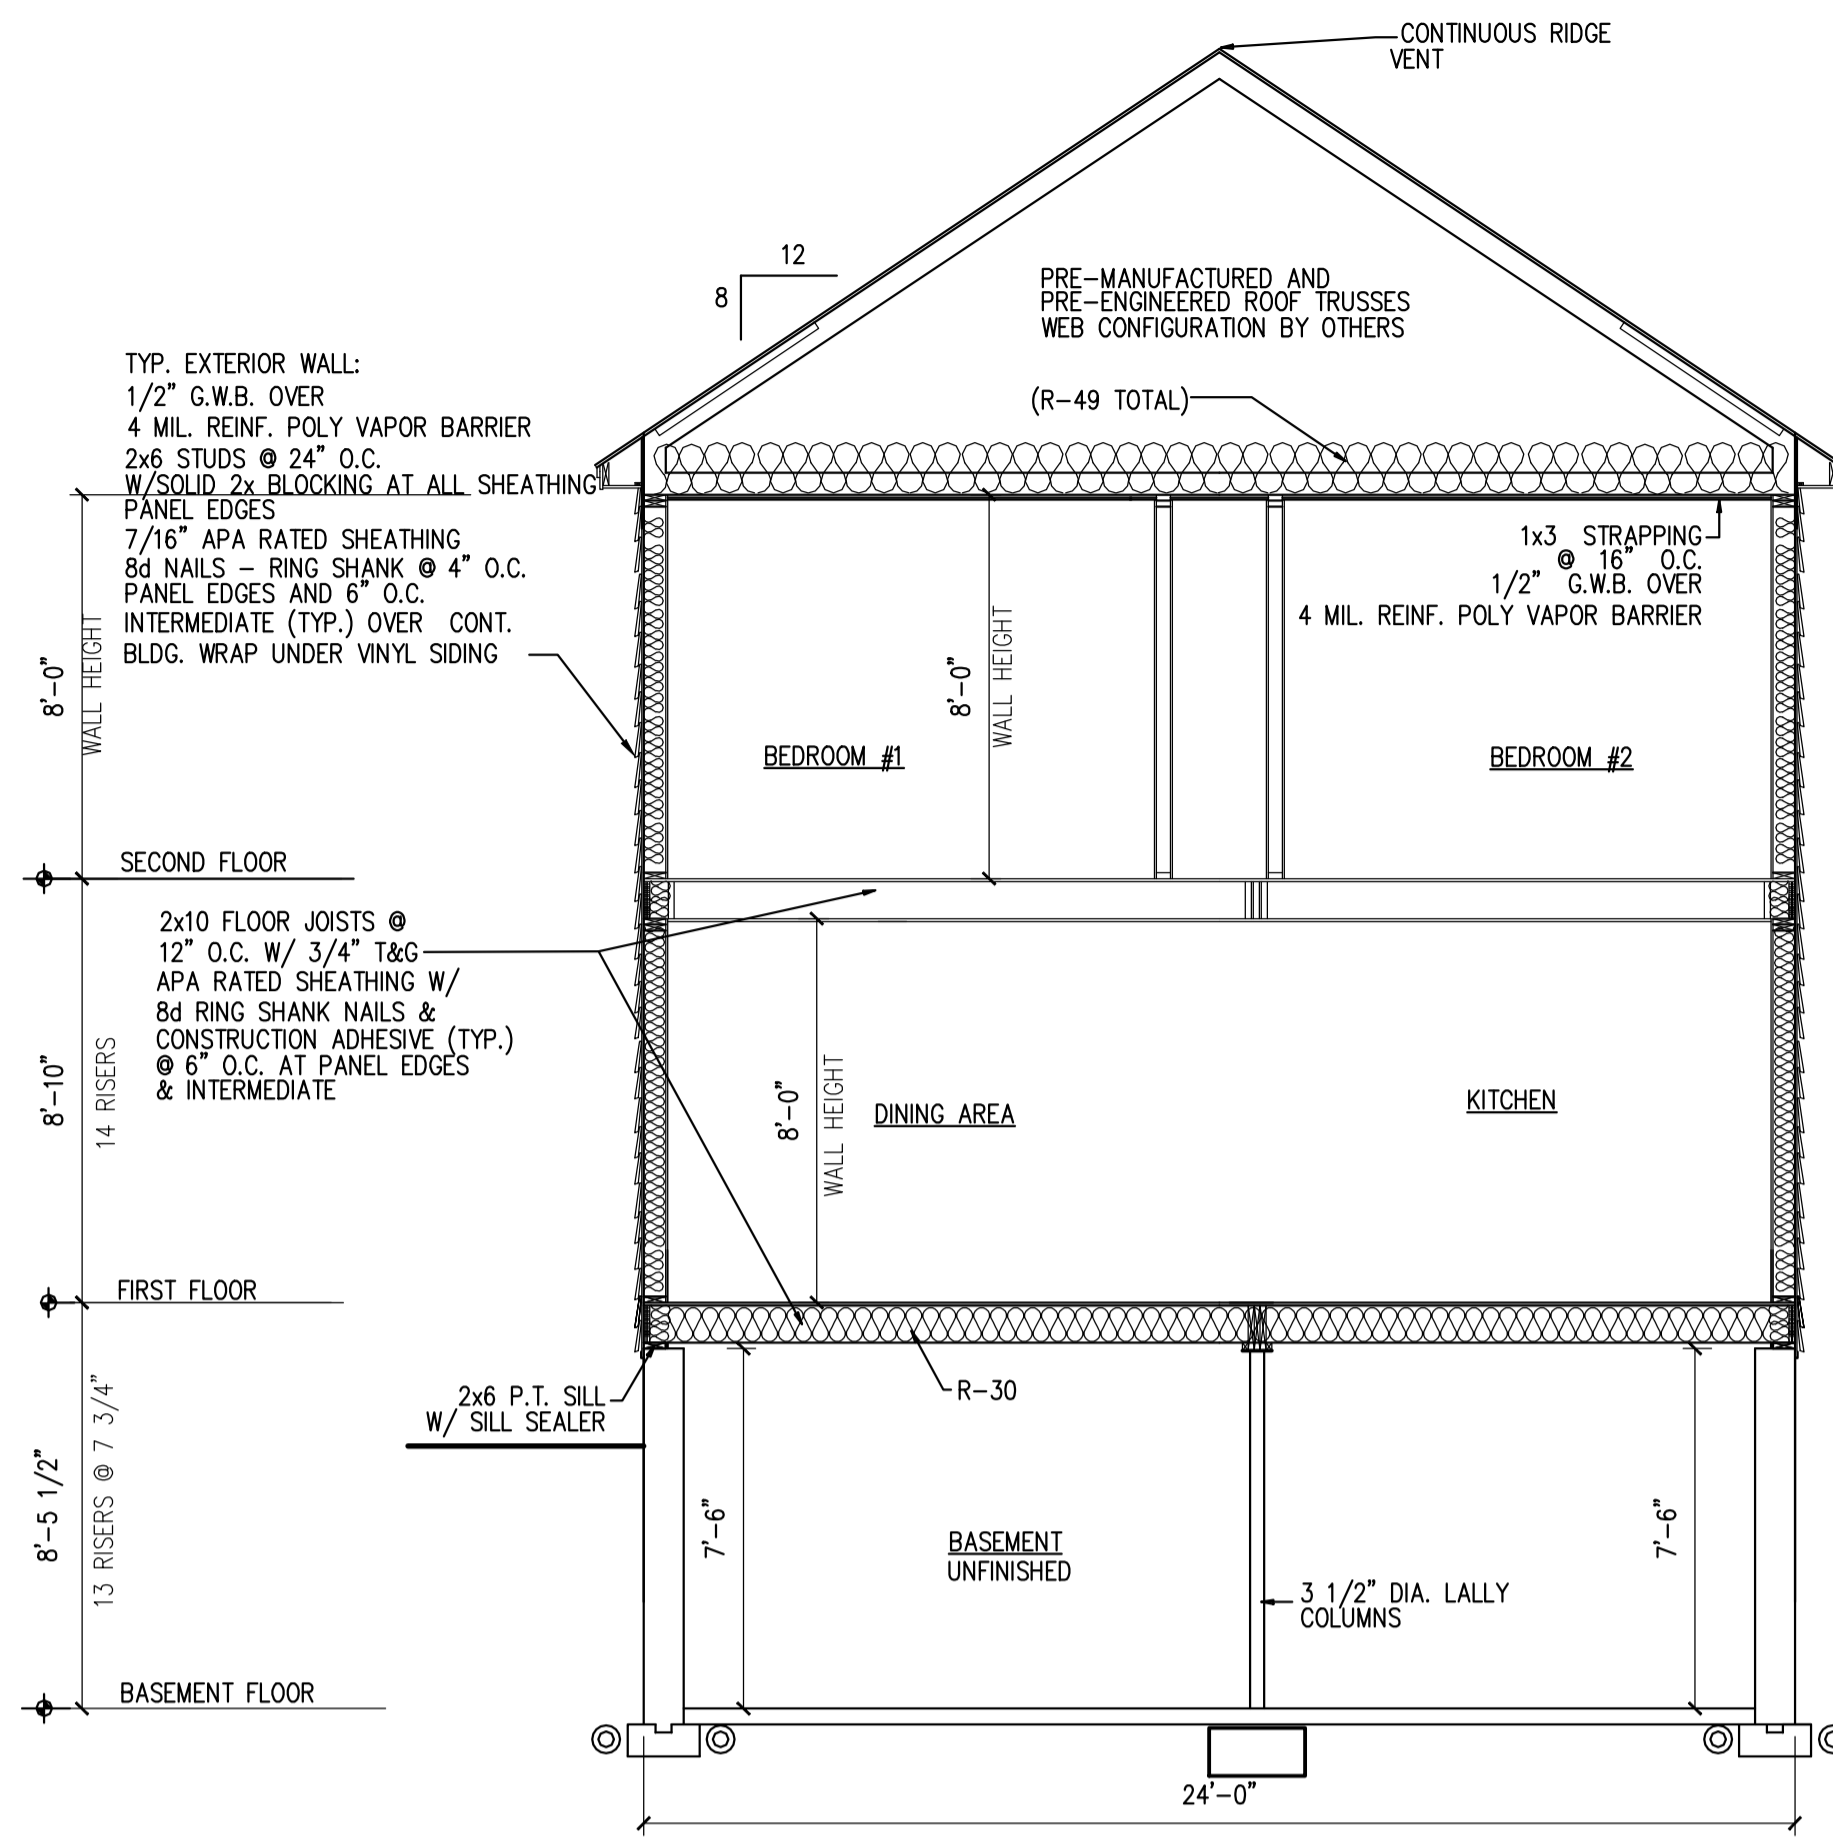 CONTINUOUS RIDGE
VENT
12
8
PRE-MANUFACTURED AND
PRE-ENGINEERED ROOF TRUSSES
WEB CONFIGURATION BY OTHERS
(R-49 TOTAL)
TYP. EXTERIOR WALL:
1/2" G.W.B. OVER
4 MIL. REINF. POLY VAPOR BARRIER
2x6 STUDS @ 24" O.C.
W/SOLID 2x BLOCKING AT ALL SHEATHING
PANEL EDGES
7/16" APA RATED SHEATHING
8d NAILS - RING SHANK @ 4" O.C.
PANEL EDGES AND 6" O.C.
INTERMEDIATE (TYP.) OVER CONT.
BLDG. WRAP UNDER VINYL SIDING
1x3 STRAPPING
@ 16" O.C.
1/2" G.W.B. OVER
4 MIL. REINF. POLY VAPOR BARRIER
8'-0"
WALL HEIGHT
8'-0"
WALL HEIGHT
BEDROOM #1
BEDROOM #2
SECOND FLOOR
2x10 FLOOR JOISTS @
12" O.C. W/ 3/4" T&G
APA RATED SHEATHING W/
8d RING SHANK NAILS &
CONSTRUCTION ADHESIVE (TYP.)
@ 6" O.C. AT PANEL EDGES
& INTERMEDIATE
8'-10"
14 RISERS
8'-0"
WALL HEIGHT
DINING AREA
KITCHEN
FIRST FLOOR
2x6 P.T. SILL
W/ SILL SEALER
R-30
8'-5 1/2"
13 RISERS @ 7 3/4"
7'-6"
BASEMENT
UNFINISHED
7'-6"
3 1/2" DIA. LALLY
COLUMNS
BASEMENT FLOOR
24'-0"